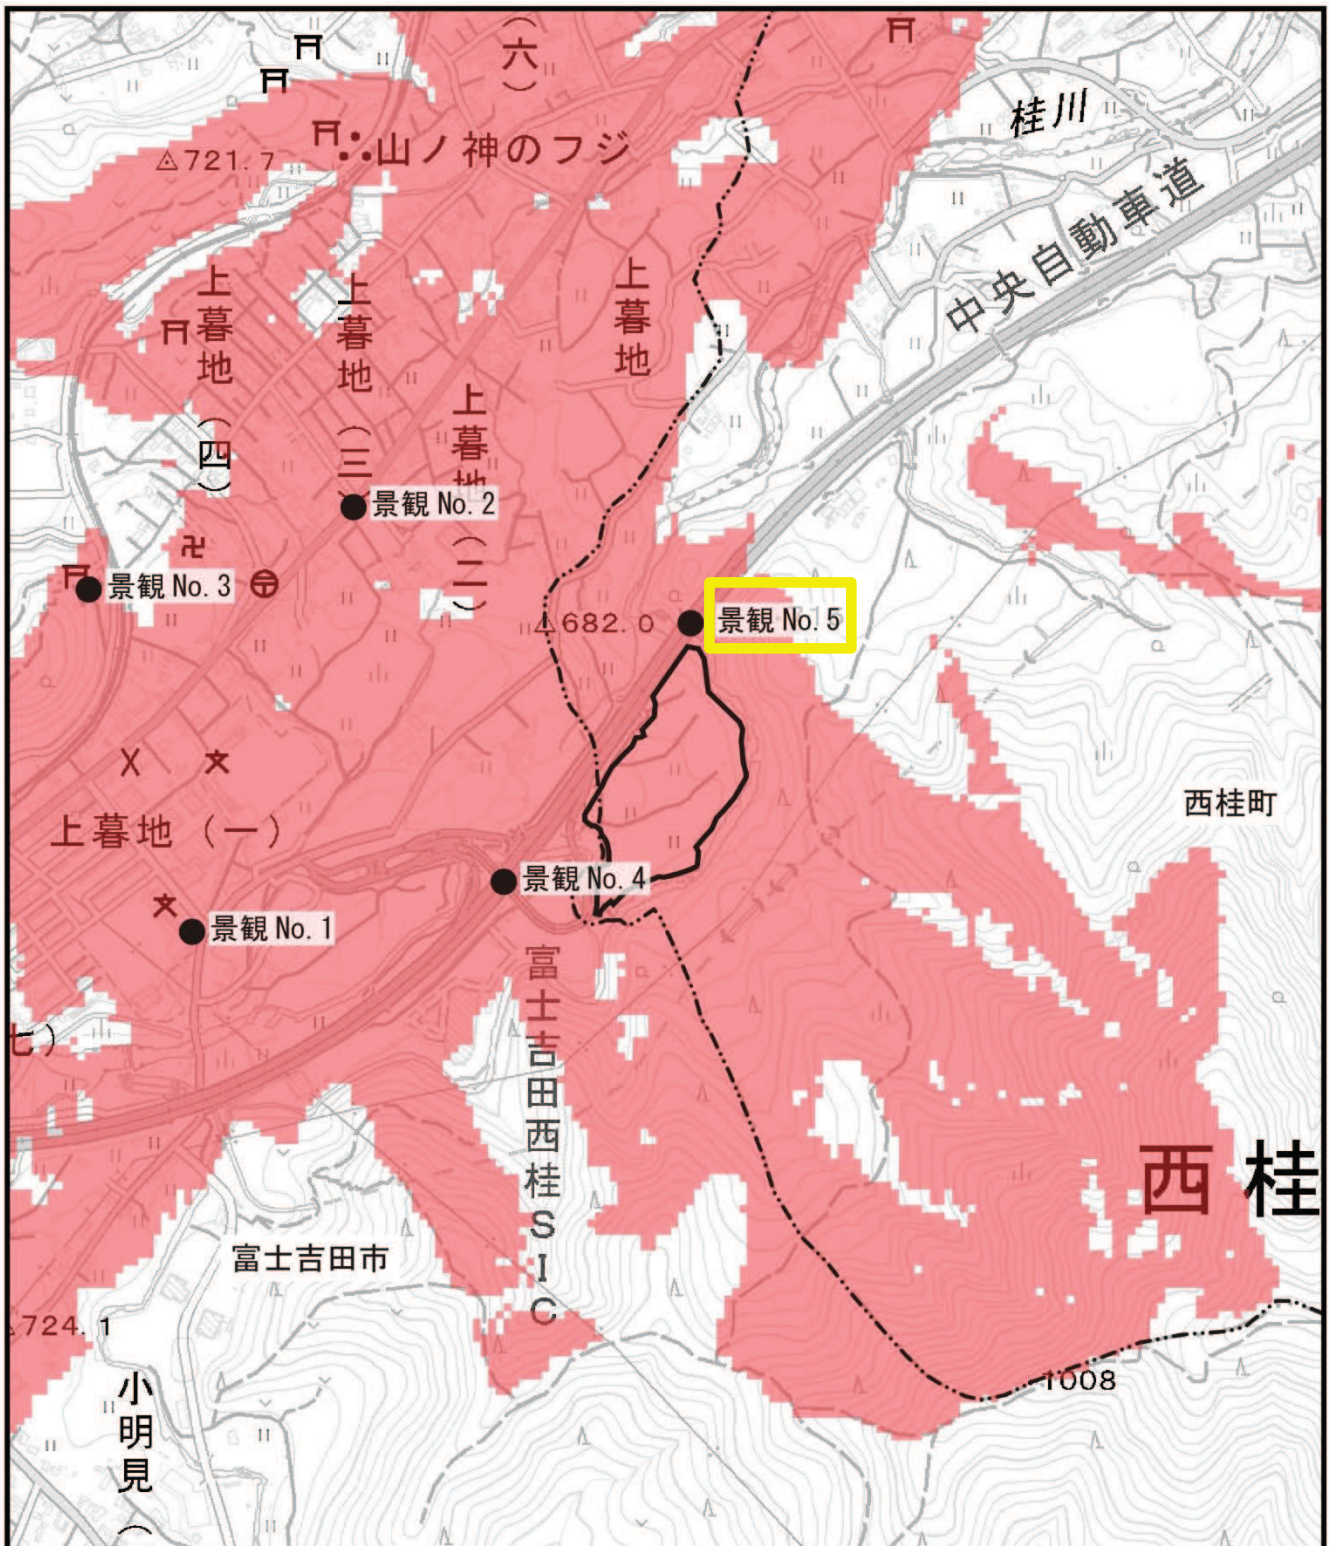 (六)
桂川
山ノ神のフジ
721.7
中央自動車道
上暮地(四)
上暮地(三)
上暮地
上暮地(二)
景観 No. 2
景観 No. 3
682.0
景観 No. 5
西桂町
上暮地(一)
景観 No. 4
景観 No. 1
富士吉田西桂SIC
七)
西桂
富士吉田市
724.1
1008
小明見(